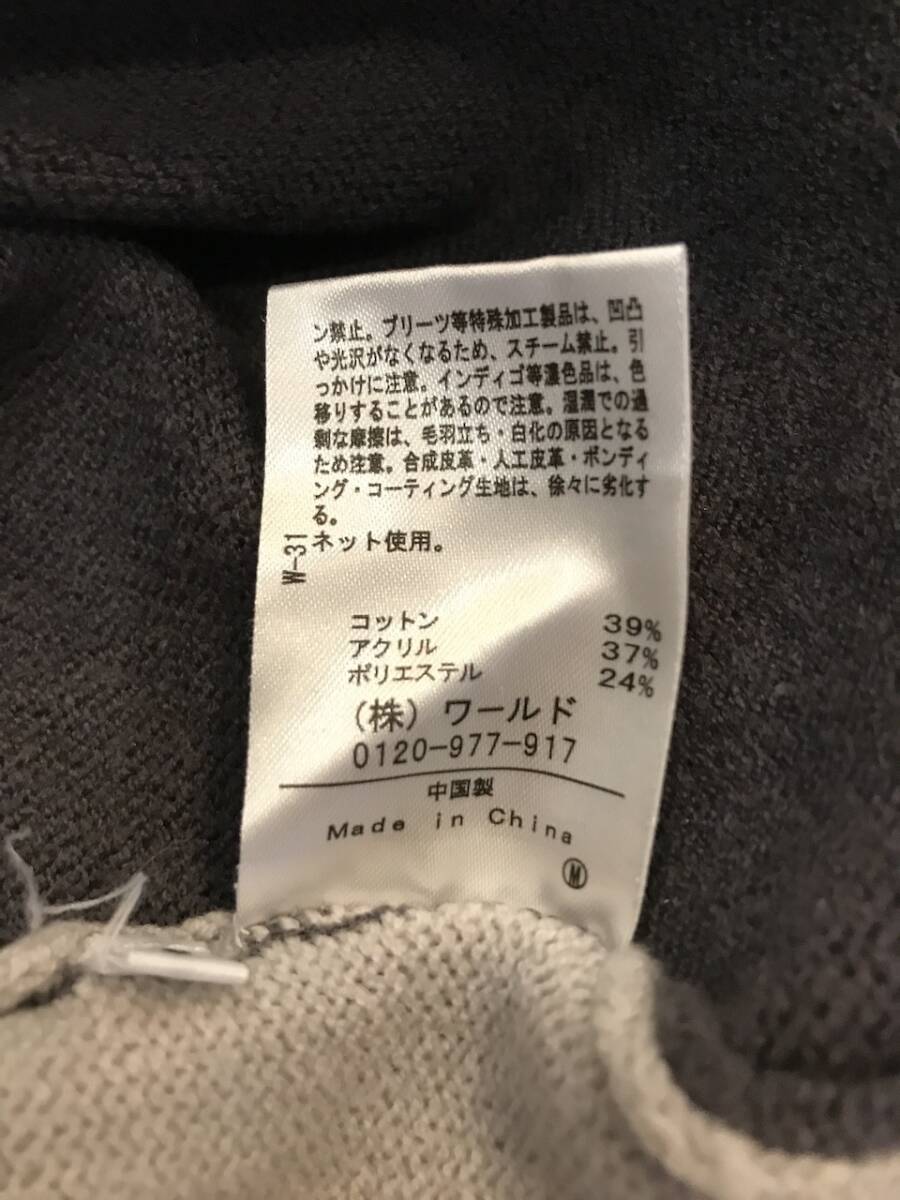 ン禁止。プリーツ等特殊加工製品は、凹凸
や光沢がなくなるため、スチーム禁止。引
っかけに注意。インディゴ等濃色品は、色
移りすることがあるので注意。湿潤での過
剰な摩擦は、毛羽立ち・白化の原因となる
ため注意。合成皮革・人工皮革・ボンディ
ング・コーティング生地は、徐々に劣化す
る。
ネット使用。
W-31
コットン 39%
アクリル 37%
ポリエステル 24%
(株) ワールド
0120-977-917
中国製
Made in China
M